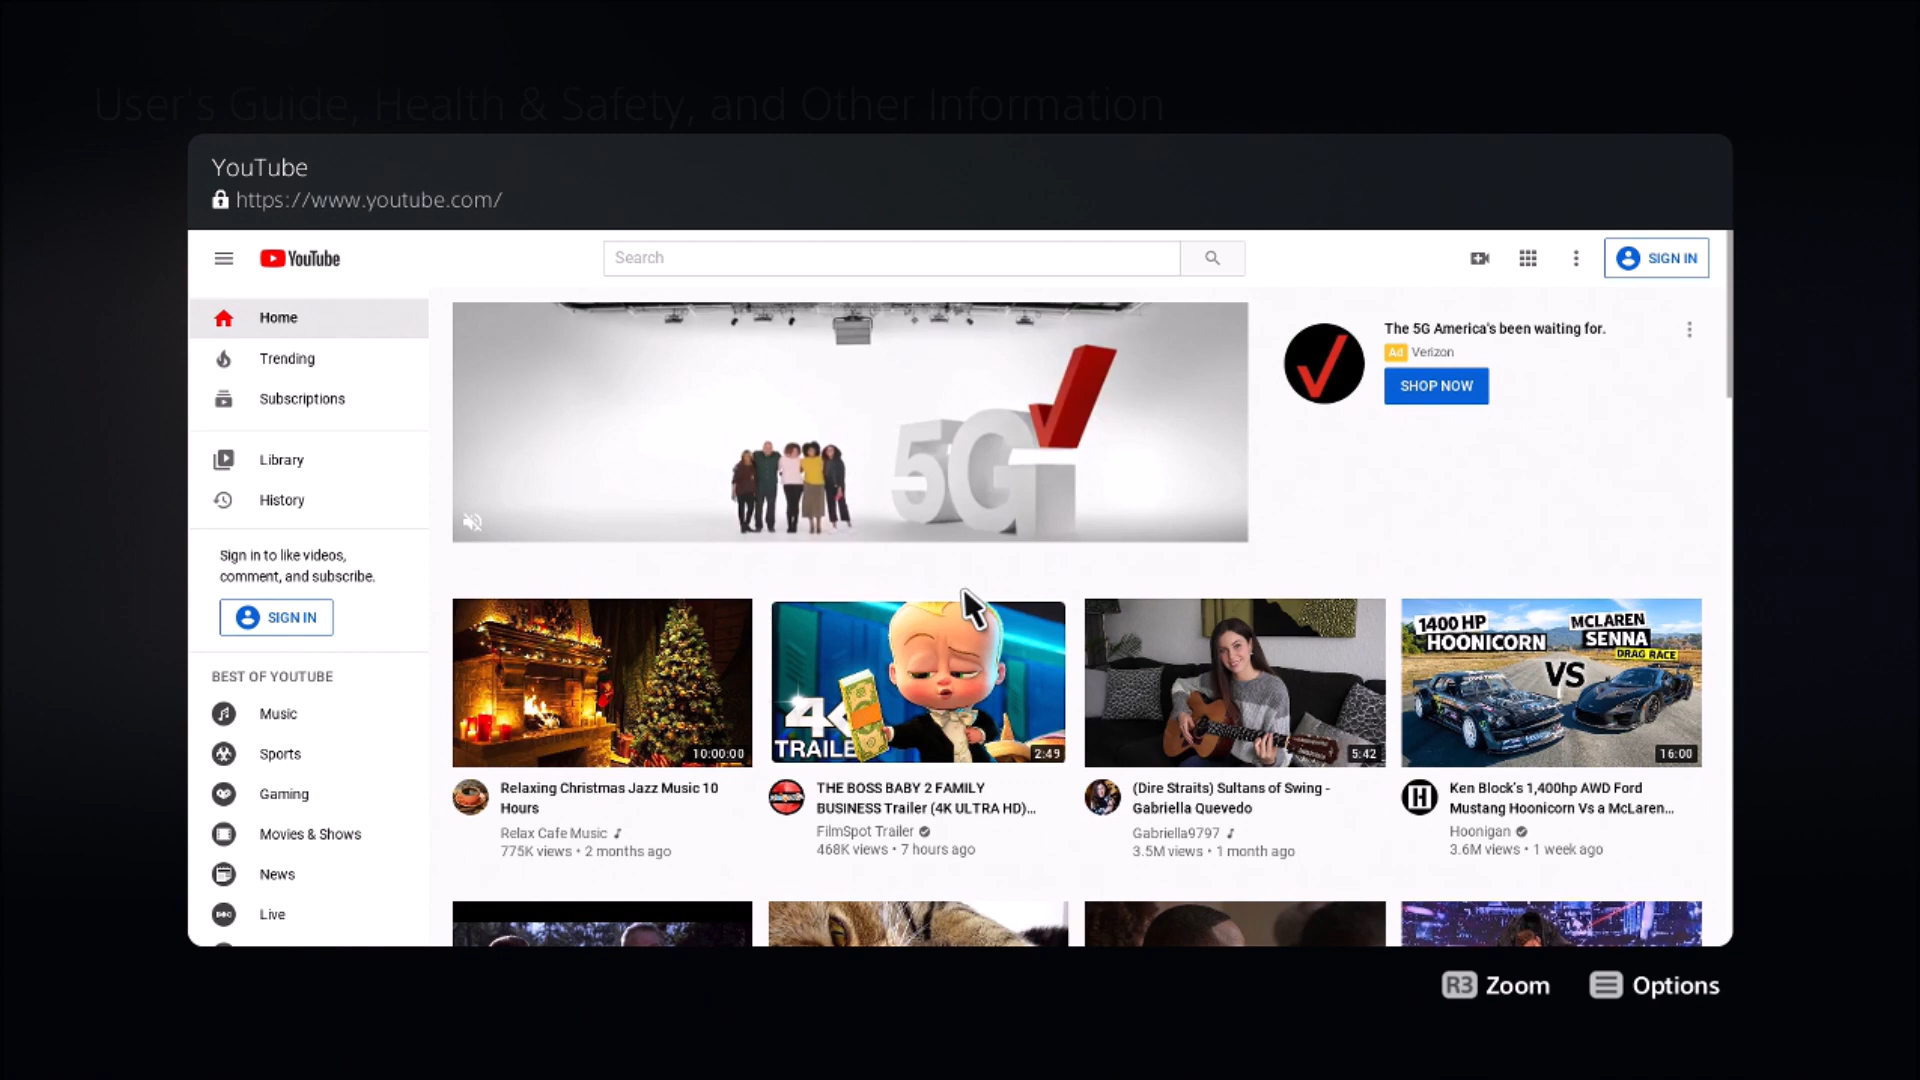 User's Guide, Health & Safety, and Other Information
YouTube
https://www.youtube.com/
YouTube
Search
SIGN IN
Home
Trending
Subscriptions
Library
History
Sign in to like videos,
comment, and subscribe.
SIGN IN
BEST OF YOUTUBE
Music
Sports
Gaming
Movies & Shows
News
Live
5G
The 5G America's been waiting for.
Ad Verizon
SHOP NOW
10:00:00
Relaxing Christmas Jazz Music 10
Hours
Relax Cafe Music
775K views • 2 months ago
4K
TRAILE
2:49
THE BOSS BABY 2 FAMILY
BUSINESS Trailer (4K ULTRA HD)...
FilmSpot Trailer
468K views • 7 hours ago
5:42
(Dire Straits) Sultans of Swing -
Gabriella Quevedo
Gabriella9797
3.5M views • 1 month ago
1400 HP
HOONICORN
VS
MCLAREN
SENNA
DRAG RACE
16:00
H
Ken Block's 1,400hp AWD Ford
Mustang Hoonicorn Vs a McLaren...
Hoonigan
3.6M views • 1 week ago
R3 Zoom
Options